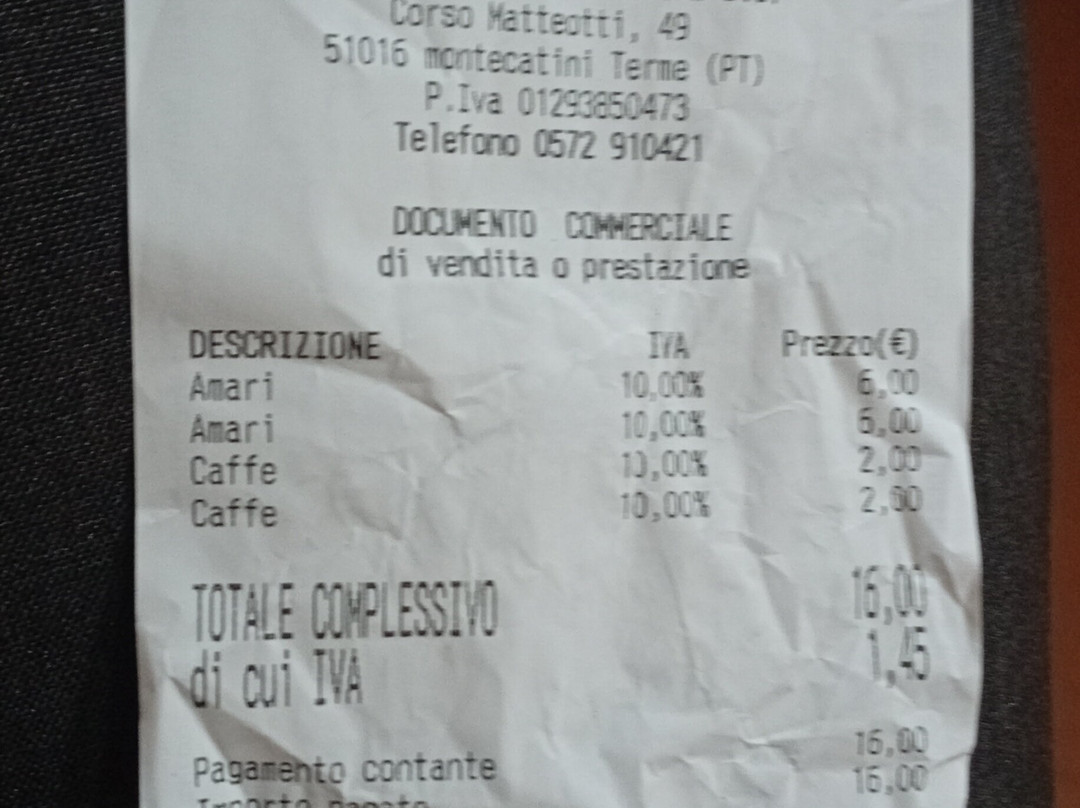 Corso Matteotti, 49
51016 montecatini Terme (PT)
P.Iva 01293850473
Telefono 0572 910421
DOCUMENTO COMMERCIALE
di vendita o prestazione
DESCRIZIONE IVA Prezzo(€)
Amari 10,00% 6,00
Amari 10,00% 6,00
Caffe 10,00% 2,00
Caffe 10,00% 2,00
TOTALE COMPLESSIVO 16,00
di cui IVA 1,45
Pagamento contante 16,00
Importo pagato 16,00